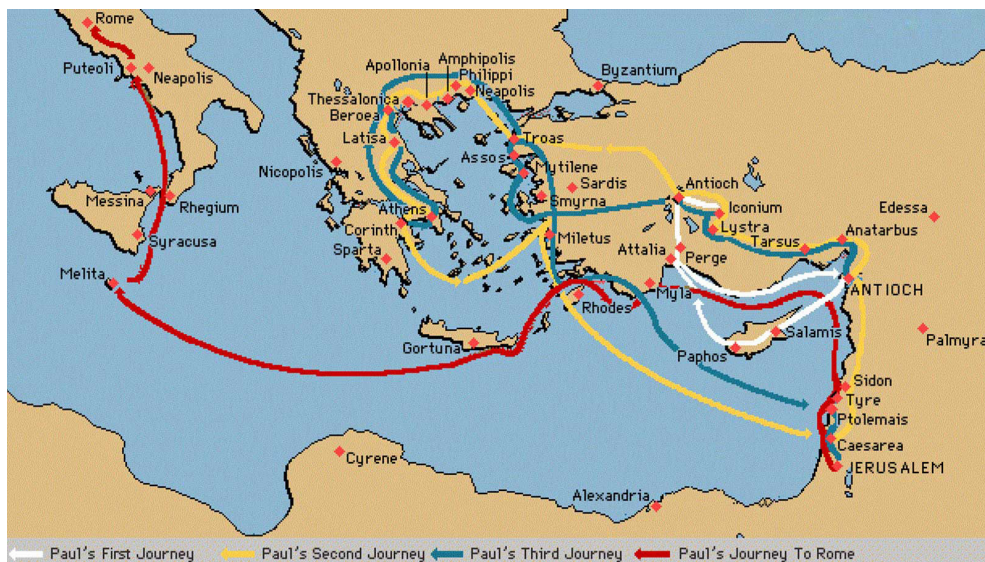 Rome
Puteoli
Neapolis
Messina
Rhegium
Syracusa
Melita
Apollonia
Amphipolis
Philippi
Neapolis
Thessalonica
Beroea
Latisa
Nicopolis
Athens
Corinth
Sparta
Gortuna
Byzantium
Troas
Assos
Mytilene
Sardis
Smyrna
Miletus
Rhodes
Antioch
Iconium
Lystra
Tarsus
Anatarbus
Edessa
Attalia
Perge
Myla
ANTIOCH
Salamis
Paphos
Palmyra
Sidon
Tyre
Ptolemais
Caesarea
JERUSALEM
Cyrene
Alexandria
Paul's First Journey
Paul's Second Journey
Paul's Third Journey
Paul's Journey To Rome